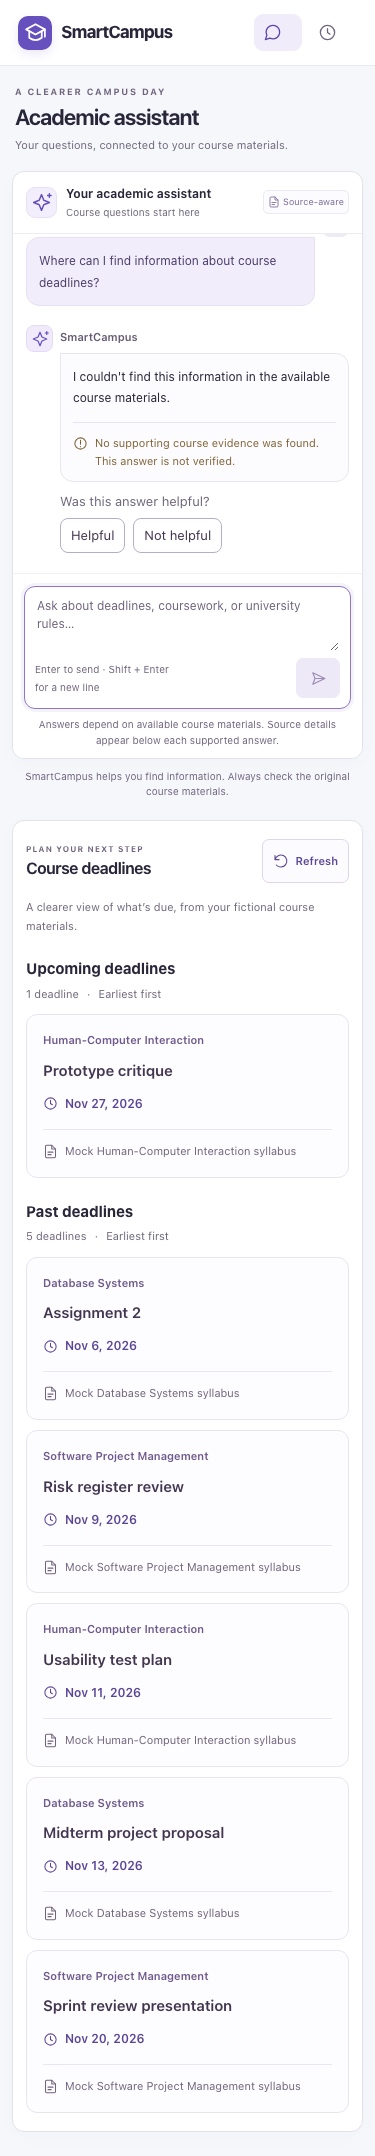 SmartCampus
A CLEARER CAMPUS DAY
Academic assistant
Your questions, connected to your course materials.
Your academic assistant
Course questions start here
Source-aware
Where can I find information about course
deadlines?
SmartCampus
I couldn't find this information in the available
course materials.
No supporting course evidence was found.
This answer is not verified.
Was this answer helpful?
Helpful
Not helpful
Ask about deadlines, coursework, or university
rules...
Enter to send · Shift + Enter
for a new line
Answers depend on available course materials. Source details
appear below each supported answer.
SmartCampus helps you find information. Always check the original
course materials.
PLAN YOUR NEXT STEP
Course deadlines
Refresh
A clearer view of what's due, from your fictional course
materials.
Upcoming deadlines
1 deadline · Earliest first
Human-Computer Interaction
Prototype critique
Nov 27, 2026
Mock Human-Computer Interaction syllabus
Past deadlines
5 deadlines · Earliest first
Database Systems
Assignment 2
Nov 6, 2026
Mock Database Systems syllabus
Software Project Management
Risk register review
Nov 9, 2026
Mock Software Project Management syllabus
Human-Computer Interaction
Usability test plan
Nov 11, 2026
Mock Human-Computer Interaction syllabus
Database Systems
Midterm project proposal
Nov 13, 2026
Mock Database Systems syllabus
Software Project Management
Sprint review presentation
Nov 20, 2026
Mock Software Project Management syllabus